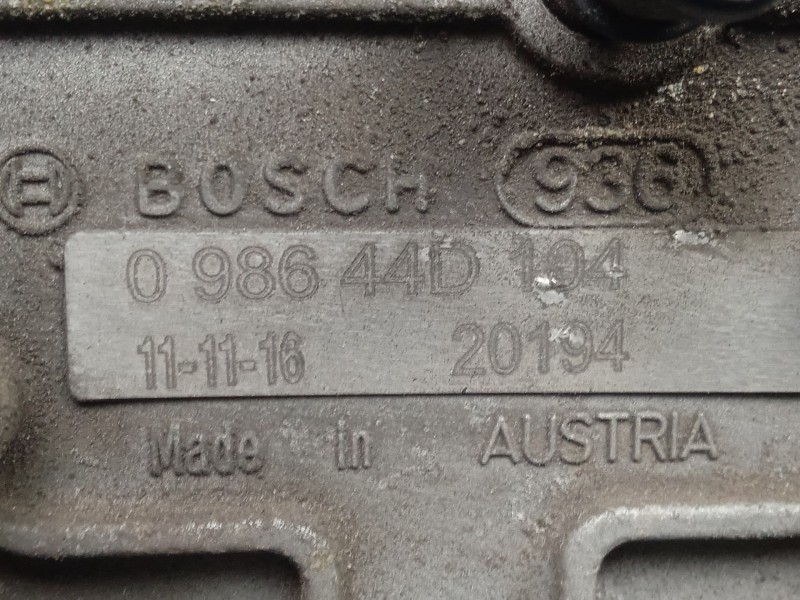 BOSCH 936
0 986 44D 194
11-11-16 20194
Made in AUSTRIA